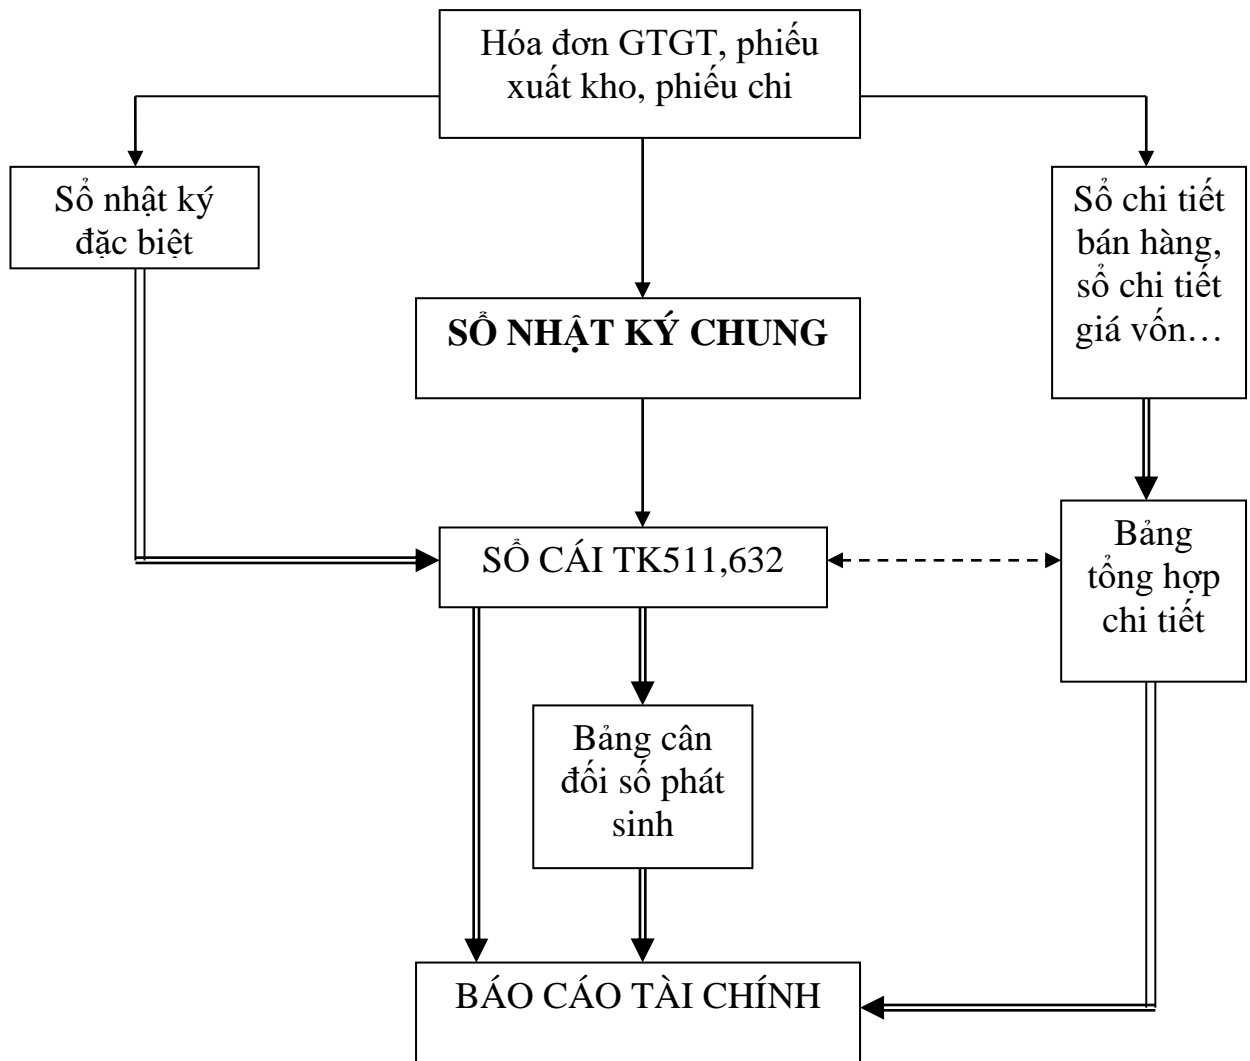 Hóa đơn GTGT, phiếu
xuất kho, phiếu chi
Sổ nhật ký
đặc biệt
Sổ chi tiết
bán hàng,
sổ chi tiết
giá vốn…
SỔ NHẬT KÝ CHUNG
SỔ CÁI TK511,632
Bảng
tổng hợp
chi tiết
Bảng cân
đối số phát
sinh
BÁO CÁO TÀI CHÍNH